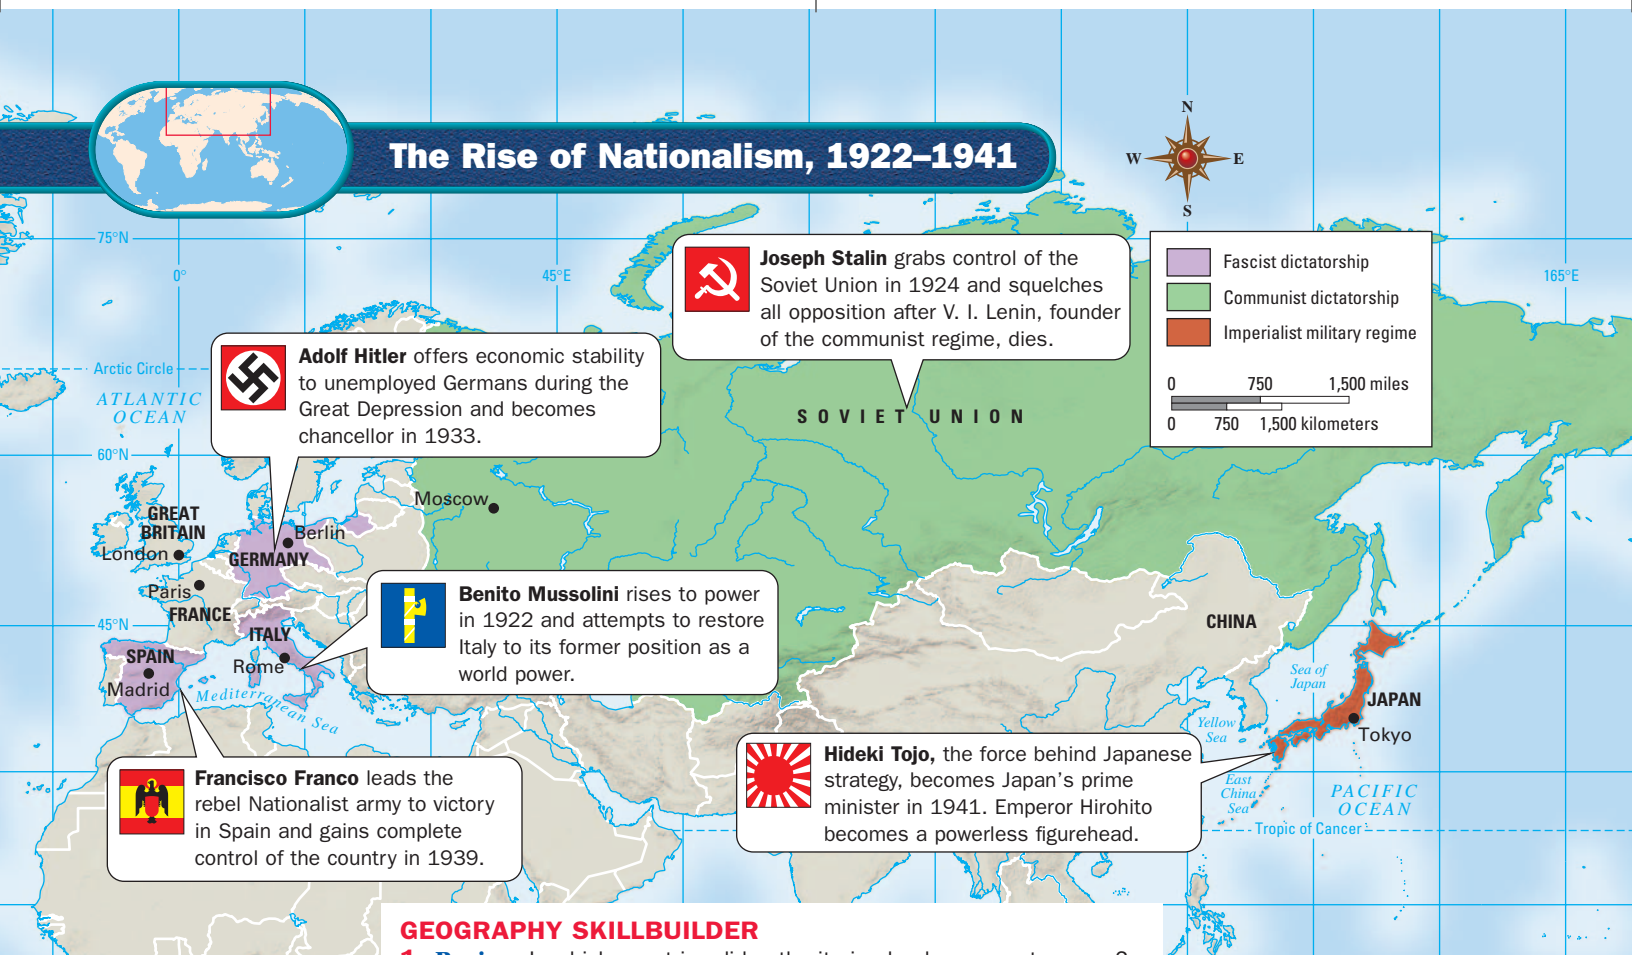 The Rise of Nationalism, 1922–1941
N
W
E
S
75°N
0°
45°E
165°E
Joseph Stalin grabs control of the
Soviet Union in 1924 and squelches
all opposition after V. I. Lenin, founder
of the communist regime, dies.
Fascist dictatorship
Communist dictatorship
Imperialist military regime
0 750 1,500 miles
0 750 1,500 kilometers
Adolf Hitler offers economic stability
to unemployed Germans during the
Great Depression and becomes
chancellor in 1933.
Arctic Circle
ATLANTIC
OCEAN
SOVIET UNION
60°N
Moscow
GREAT
BRITAIN
London
Berlin
GERMANY
Paris
FRANCE
45°N
ITALY
Rome
SPAIN
Madrid
Mediterranean Sea
Benito Mussolini rises to power
in 1922 and attempts to restore
Italy to its former position as a
world power.
CHINA
Sea of
Japan
JAPAN
Tokyo
Yellow
Sea
East
China
Sea
PACIFIC
OCEAN
Tropic of Cancer
Francisco Franco leads the
rebel Nationalist army to victory
in Spain and gains complete
control of the country in 1939.
Hideki Tojo, the force behind Japanese
strategy, becomes Japan's prime
minister in 1941. Emperor Hirohito
becomes a powerless figurehead.
GEOGRAPHY SKILLBUILDER